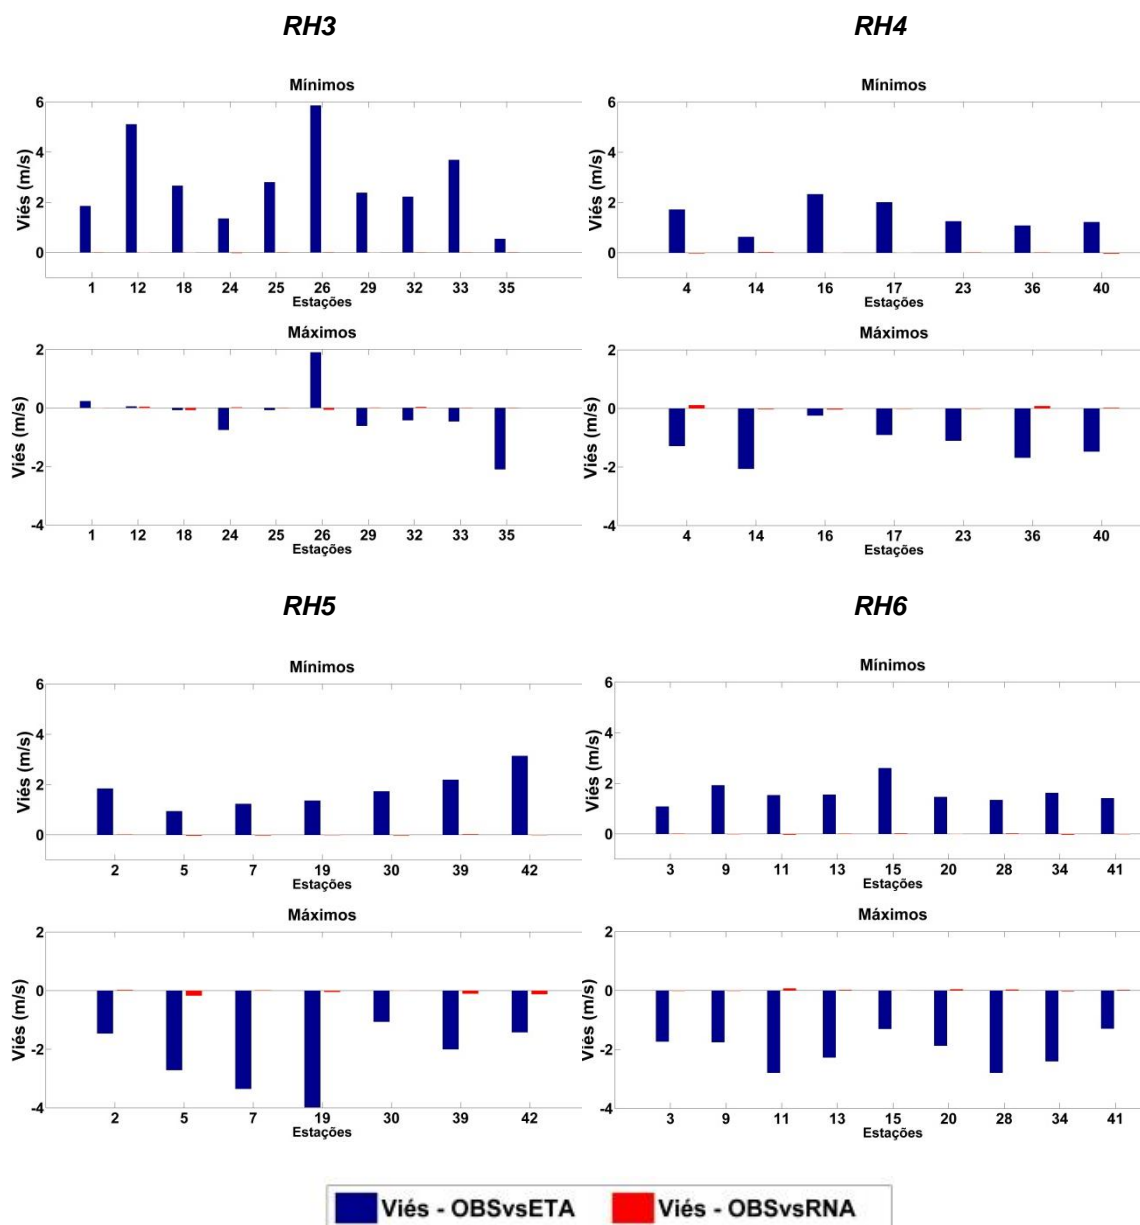 RH3
Mínimos
6
4
2
0
Viés (m/s)
1 12 18 24 25 26 29 32 33 35
Estações
Máximos
2
0
-2
-4
Viés (m/s)
1 12 18 24 25 26 29 32 33 35
Estações
RH4
Mínimos
6
4
2
0
Viés (m/s)
4 14 16 17 23 36 40
Estações
Máximos
2
0
-2
-4
Viés (m/s)
4 14 16 17 23 36 40
Estações
RH5
Mínimos
6
4
2
0
Viés (m/s)
2 5 7 19 30 39 42
Estações
Máximos
2
0
-2
-4
Viés (m/s)
2 5 7 19 30 39 42
Estações
RH6
Mínimos
6
4
2
0
Viés (m/s)
3 9 11 13 15 20 28 34 41
Estações
Máximos
2
0
-2
-4
Viés (m/s)
3 9 11 13 15 20 28 34 41
Estações
Viés - OBSvsETA Viés - OBSvsRNA